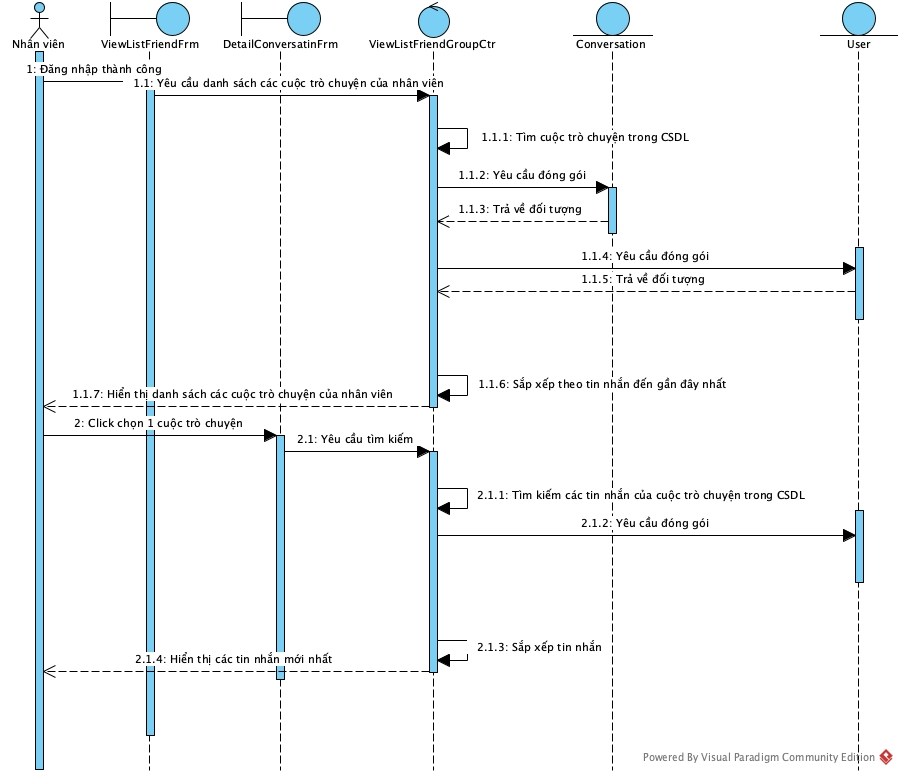 Nhân viên
ViewListFriendFrm
DetailConversatinFrm
ViewListFriendGroupCtr
Conversation
User
1: Đăng nhập thành công
1.1: Yêu cầu danh sách các cuộc trò chuyện của nhân viên
1.1.1: Tìm cuộc trò chuyện trong CSDL
1.1.2: Yêu cầu đóng gói
1.1.3: Trả về đối tượng
1.1.4: Yêu cầu đóng gói
1.1.5: Trả về đối tượng
1.1.6: Sắp xếp theo tin nhắn đến gần đây nhất
1.1.7: Hiển thị danh sách các cuộc trò chuyện của nhân viên
2: Click chọn 1 cuộc trò chuyện
2.1: Yêu cầu tìm kiếm
2.1.1: Tìm kiếm các tin nhắn của cuộc trò chuyện trong CSDL
2.1.2: Yêu cầu đóng gói
2.1.3: Sắp xếp tin nhắn
2.1.4: Hiển thị các tin nhắn mới nhất
Powered By Visual Paradigm Community Edition